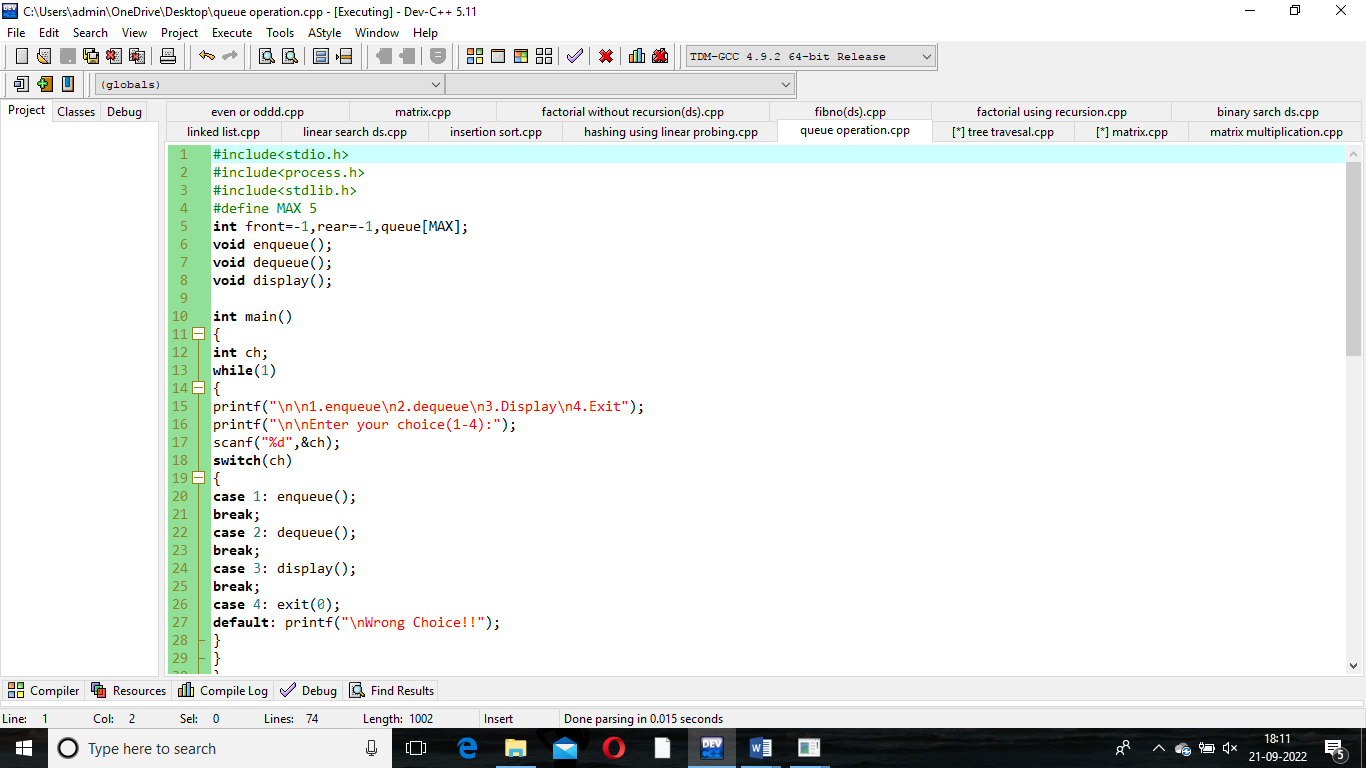 C:\Users\admin\OneDrive\Desktop\queue operation.cpp - [Executing] - Dev-C++ 5.11
File Edit Search View Project Execute Tools AStyle Window Help
TDM-GCC 4.9.2 64-bit Release
(globals)
Project Classes Debug
even or oddd.cpp matrix.cpp factorial without recursion(ds).cpp fibno(ds).cpp factorial using recursion.cpp binary sarch ds.cpp
linked list.cpp linear search ds.cpp insertion sort.cpp hashing using linear probing.cpp queue operation.cpp [*] tree travesal.cpp [*] matrix.cpp matrix multiplication.cpp
1 #include<stdio.h>
2 #include<process.h>
3 #include<stdlib.h>
4 #define MAX 5
5 int front=-1,rear=-1,queue[MAX];
6 void enqueue();
7 void dequeue();
8 void display();
9
10 int main()
11 {
12 int ch;
13 while(1)
14 {
15 printf("\n\n1.enqueue\n2.dequeue\n3.Display\n4.Exit");
16 printf("\n\nEnter your choice(1-4):");
17 scanf("%d",&ch);
18 switch(ch)
19 {
20 case 1: enqueue();
21 break;
22 case 2: dequeue();
23 break;
24 case 3: display();
25 break;
26 case 4: exit(0);
27 default: printf("\nWrong Choice!!");
28 }
29 }
Compiler Resources Compile Log Debug Find Results
Line: 1 Col: 2 Sel: 0 Lines: 74 Length: 1002 Insert Done parsing in 0.015 seconds
Type here to search
DEV
18:11
21-09-2022
5